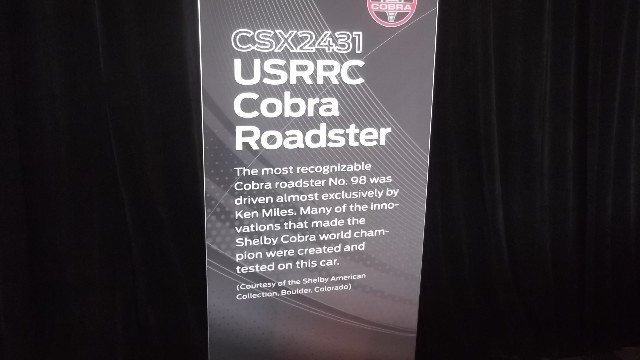 COBRA
CSX2431
USRRC
Cobra
Roadster
The most recognizable
Cobra roadster No. 98 was
driven almost exclusively by
Ken Miles. Many of the inno-
vations that made the
Shelby Cobra world cham-
pion were created and
tested on this car.
(Courtesy of the Shelby American
Collection, Boulder, Colorado)